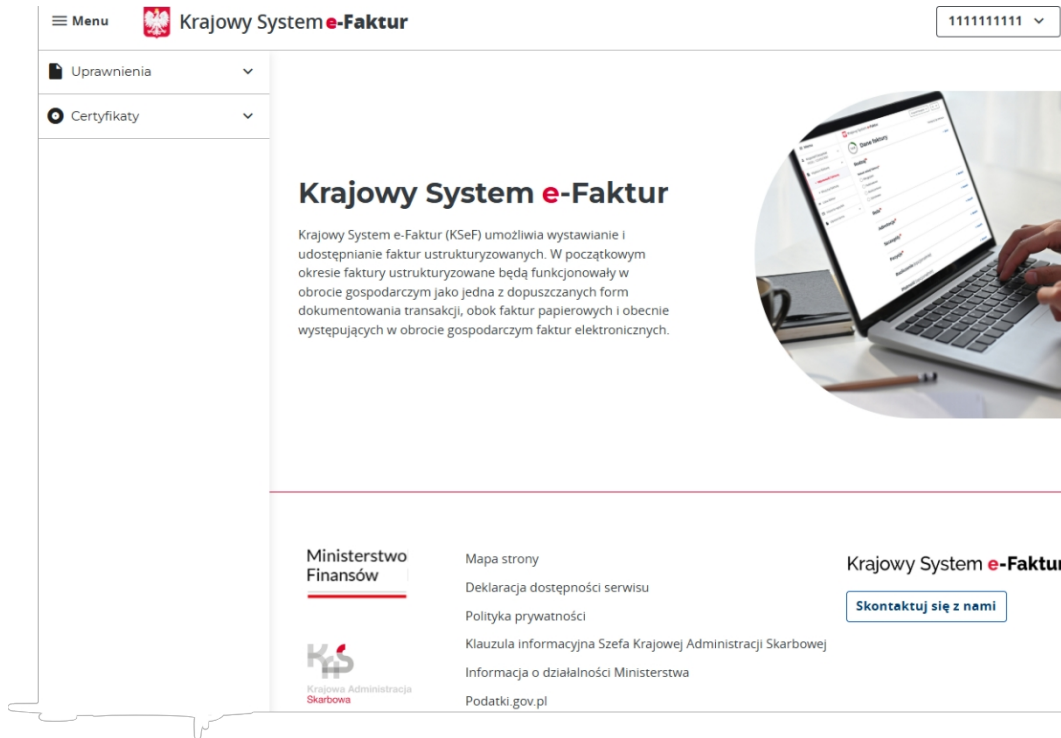 Menu
Krajowy System e-Faktur
1111111111
Uprawnienia
Certyfikaty
Krajowy System e-Faktur
Krajowy System e-Faktur (KSeF) umożliwia wystawianie i
udostępnianie faktur ustrukturyzowanych. W początkowym
okresie faktury ustrukturyzowane będą funkcjonowały w
obrocie gospodarczym jako jedna z dopuszczanych form
dokumentowania transakcji, obok faktur papierowych i obecnie
występujących w obrocie gospodarczym faktur elektronicznych.
Dane faktury
Ministerstwo
Finansów
KAS
Krajowa Administracja
Skarbowa
Mapa strony
Deklaracja dostępności serwisu
Polityka prywatności
Klauzula informacyjna Szefa Krajowej Administracji Skarbowej
Informacja o działalności Ministerstwa
Podatki.gov.pl
Krajowy System e-Faktur
Skontaktuj się z nami